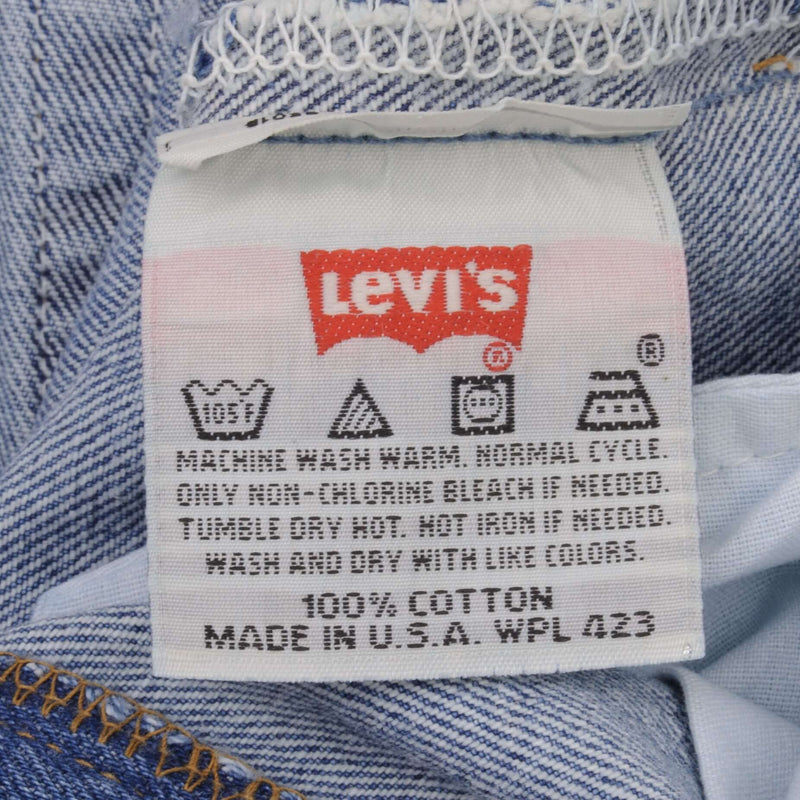 LEVI'S
®
®
105°F
MACHINE WASH WARM. NORMAL CYCLE.
ONLY NON-CHLORINE BLEACH IF NEEDED.
TUMBLE DRY HOT. HOT IRON IF NEEDED.
WASH AND DRY WITH LIKE COLORS.
100% COTTON
MADE IN U.S.A. WPL 423